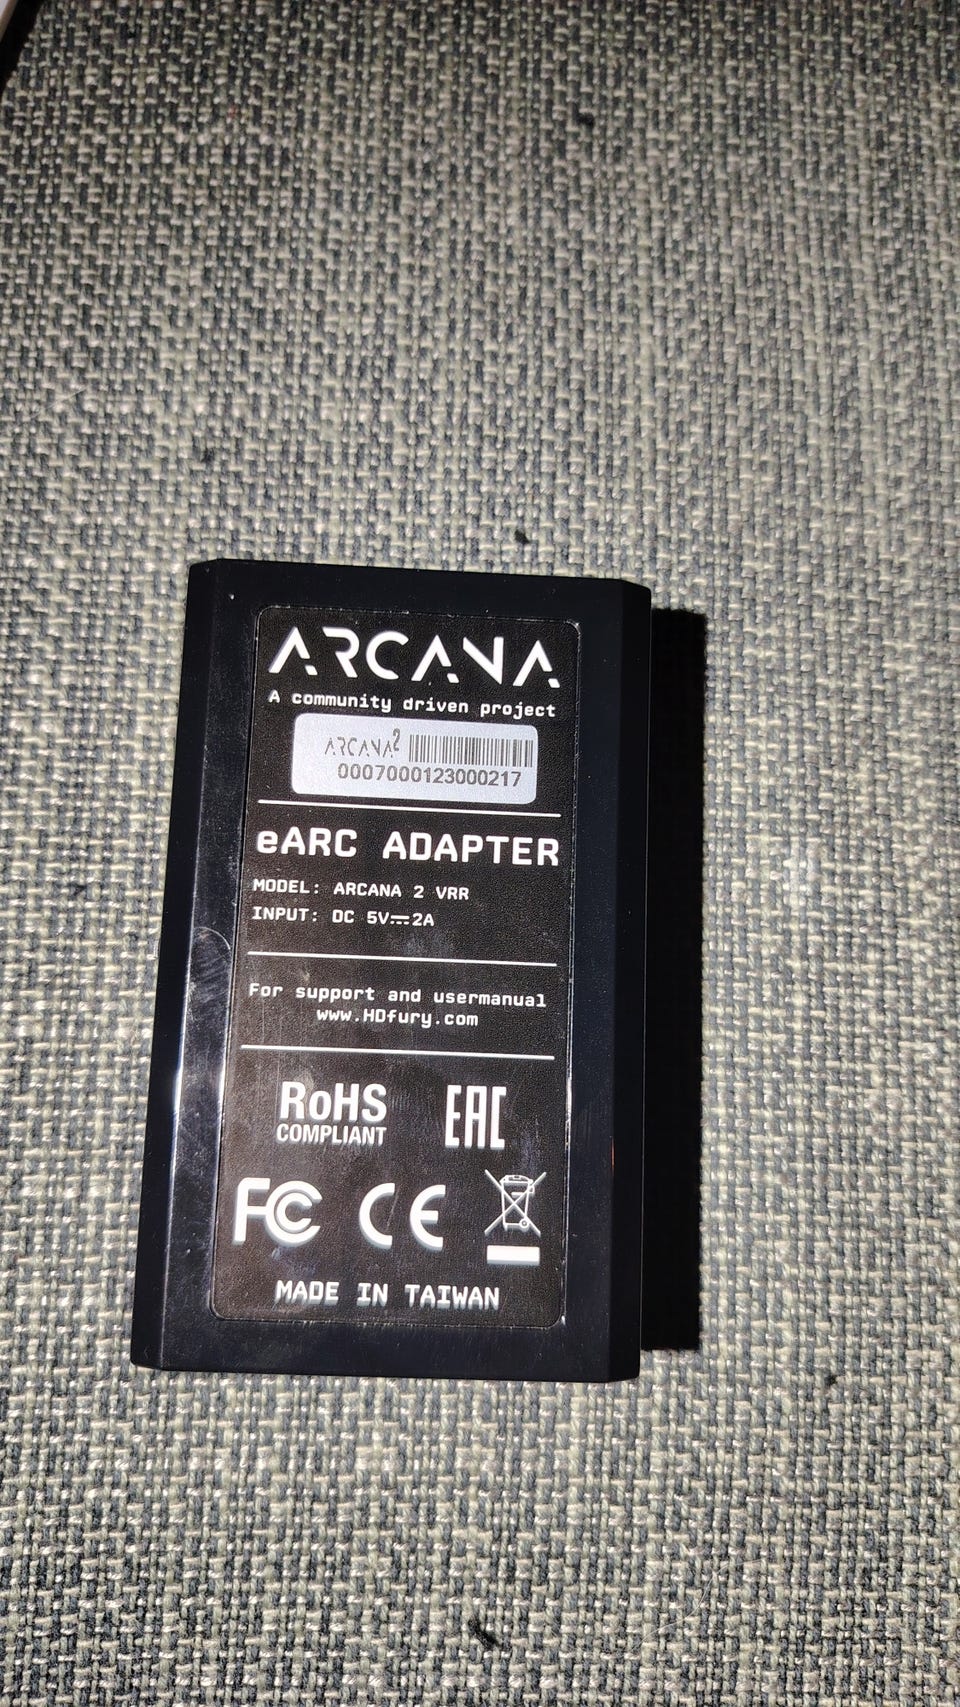 ARCANA
A community driven project
ARCANA2
0007000123000217
eARC ADAPTER
MODEL: ARCANA 2 VRR
INPUT: DC 5V⎓2A
For support and usermanual
www.HDfury.com
RoHS
COMPLIANT
EAC
FC CE
MADE IN TAIWAN